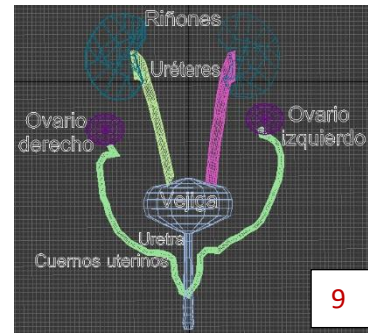 Riñones
Uréteres
Ovario
derecho
Ovario
izquierdo
Vejiga
Uretra
Cuernos uterinos
9